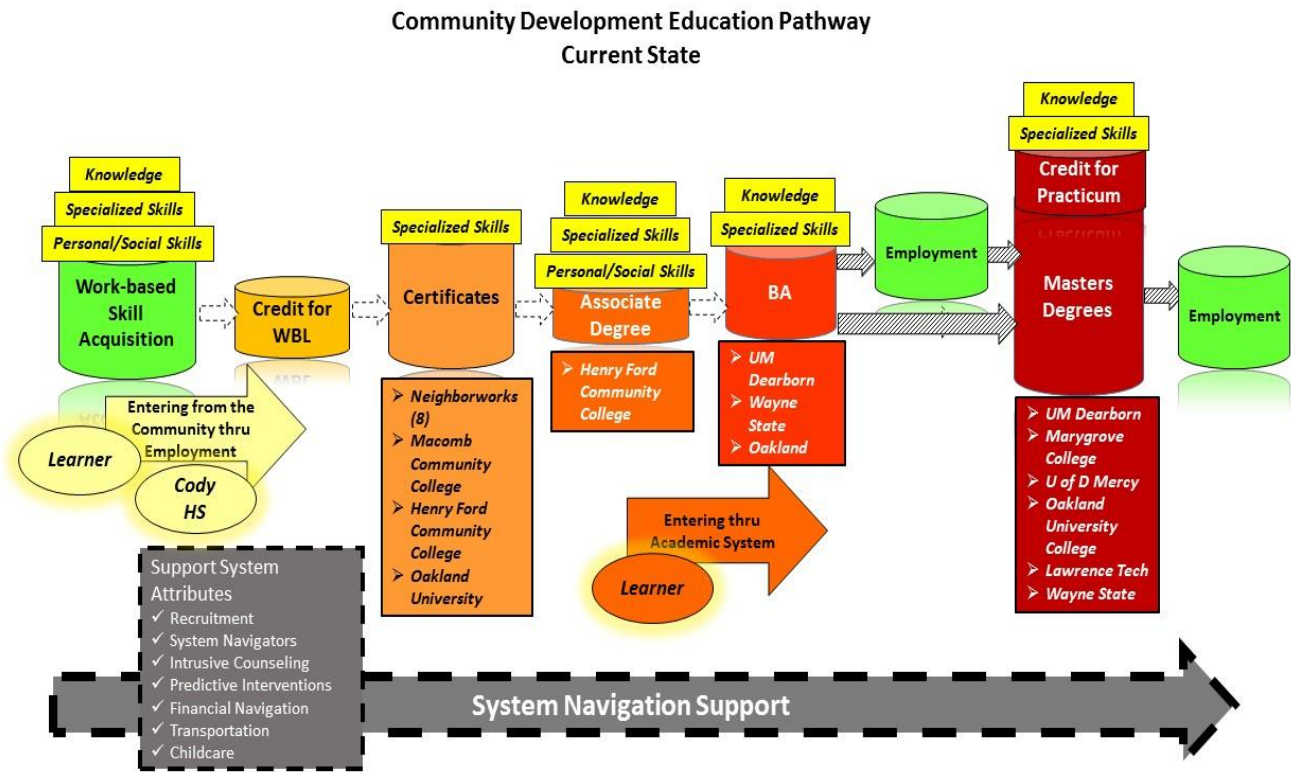 Community Development Education Pathway
Current State
Knowledge
Specialized Skills
Personal/Social Skills
Work-based
Skill
Acquisition
Credit for
WBL
Specialized Skills
Certificates
Knowledge
Specialized Skills
Personal/Social Skills
Associate
Degree
Knowledge
Specialized Skills
BA
Employment
Knowledge
Specialized Skills
Credit for
Practicum
Masters
Degrees
Employment
Entering from the
Community thru
Employment
Learner
Cody
HS
➢ Neighborworks
(8)
➢ Macomb
Community
College
➢ Henry Ford
Community
College
➢ Oakland
University
➢ Henry Ford
Community
College
➢ UM
Dearborn
➢ Wayne
State
➢ Oakland
Entering thru
Academic System
Learner
➢ UM Dearborn
➢ Marygrove
College
➢ U of D Mercy
➢ Oakland
University
College
➢ Lawrence Tech
➢ Wayne State
Support System
Attributes
✓ Recruitment
✓ System Navigators
✓ Intrusive Counseling
✓ Predictive Interventions
✓ Financial Navigation
✓ Transportation
✓ Childcare
System Navigation Support